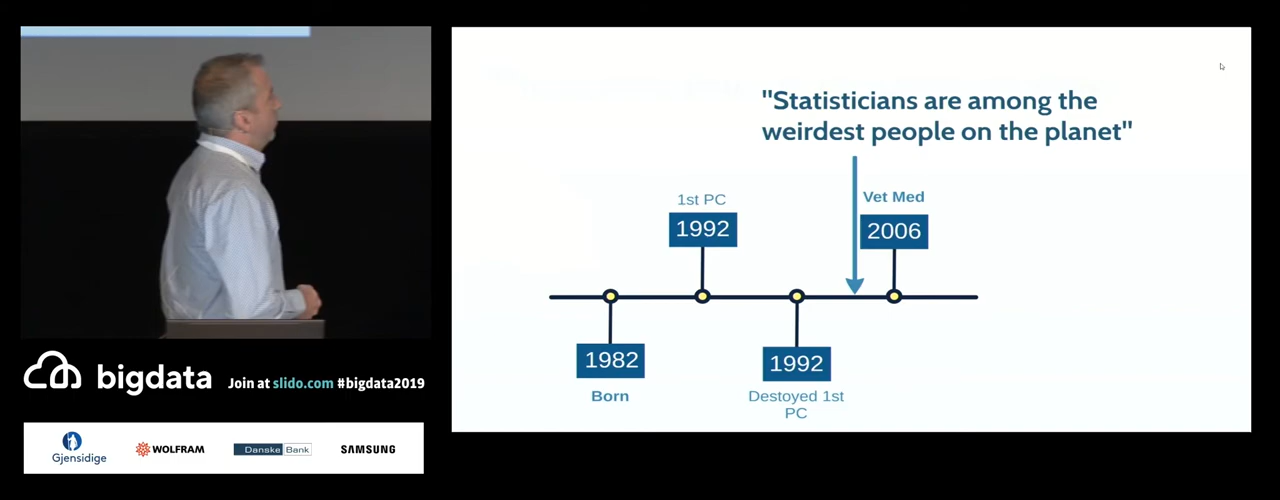 "Statisticians are among the
weirdest people on the planet"
1st PC
1992
Vet Med
2006
1982
Born
1992
Destoyed 1st
PC
bigdata
Join at slido.com #bigdata2019
Gjensidige
WOLFRAM
Danske Bank
SAMSUNG